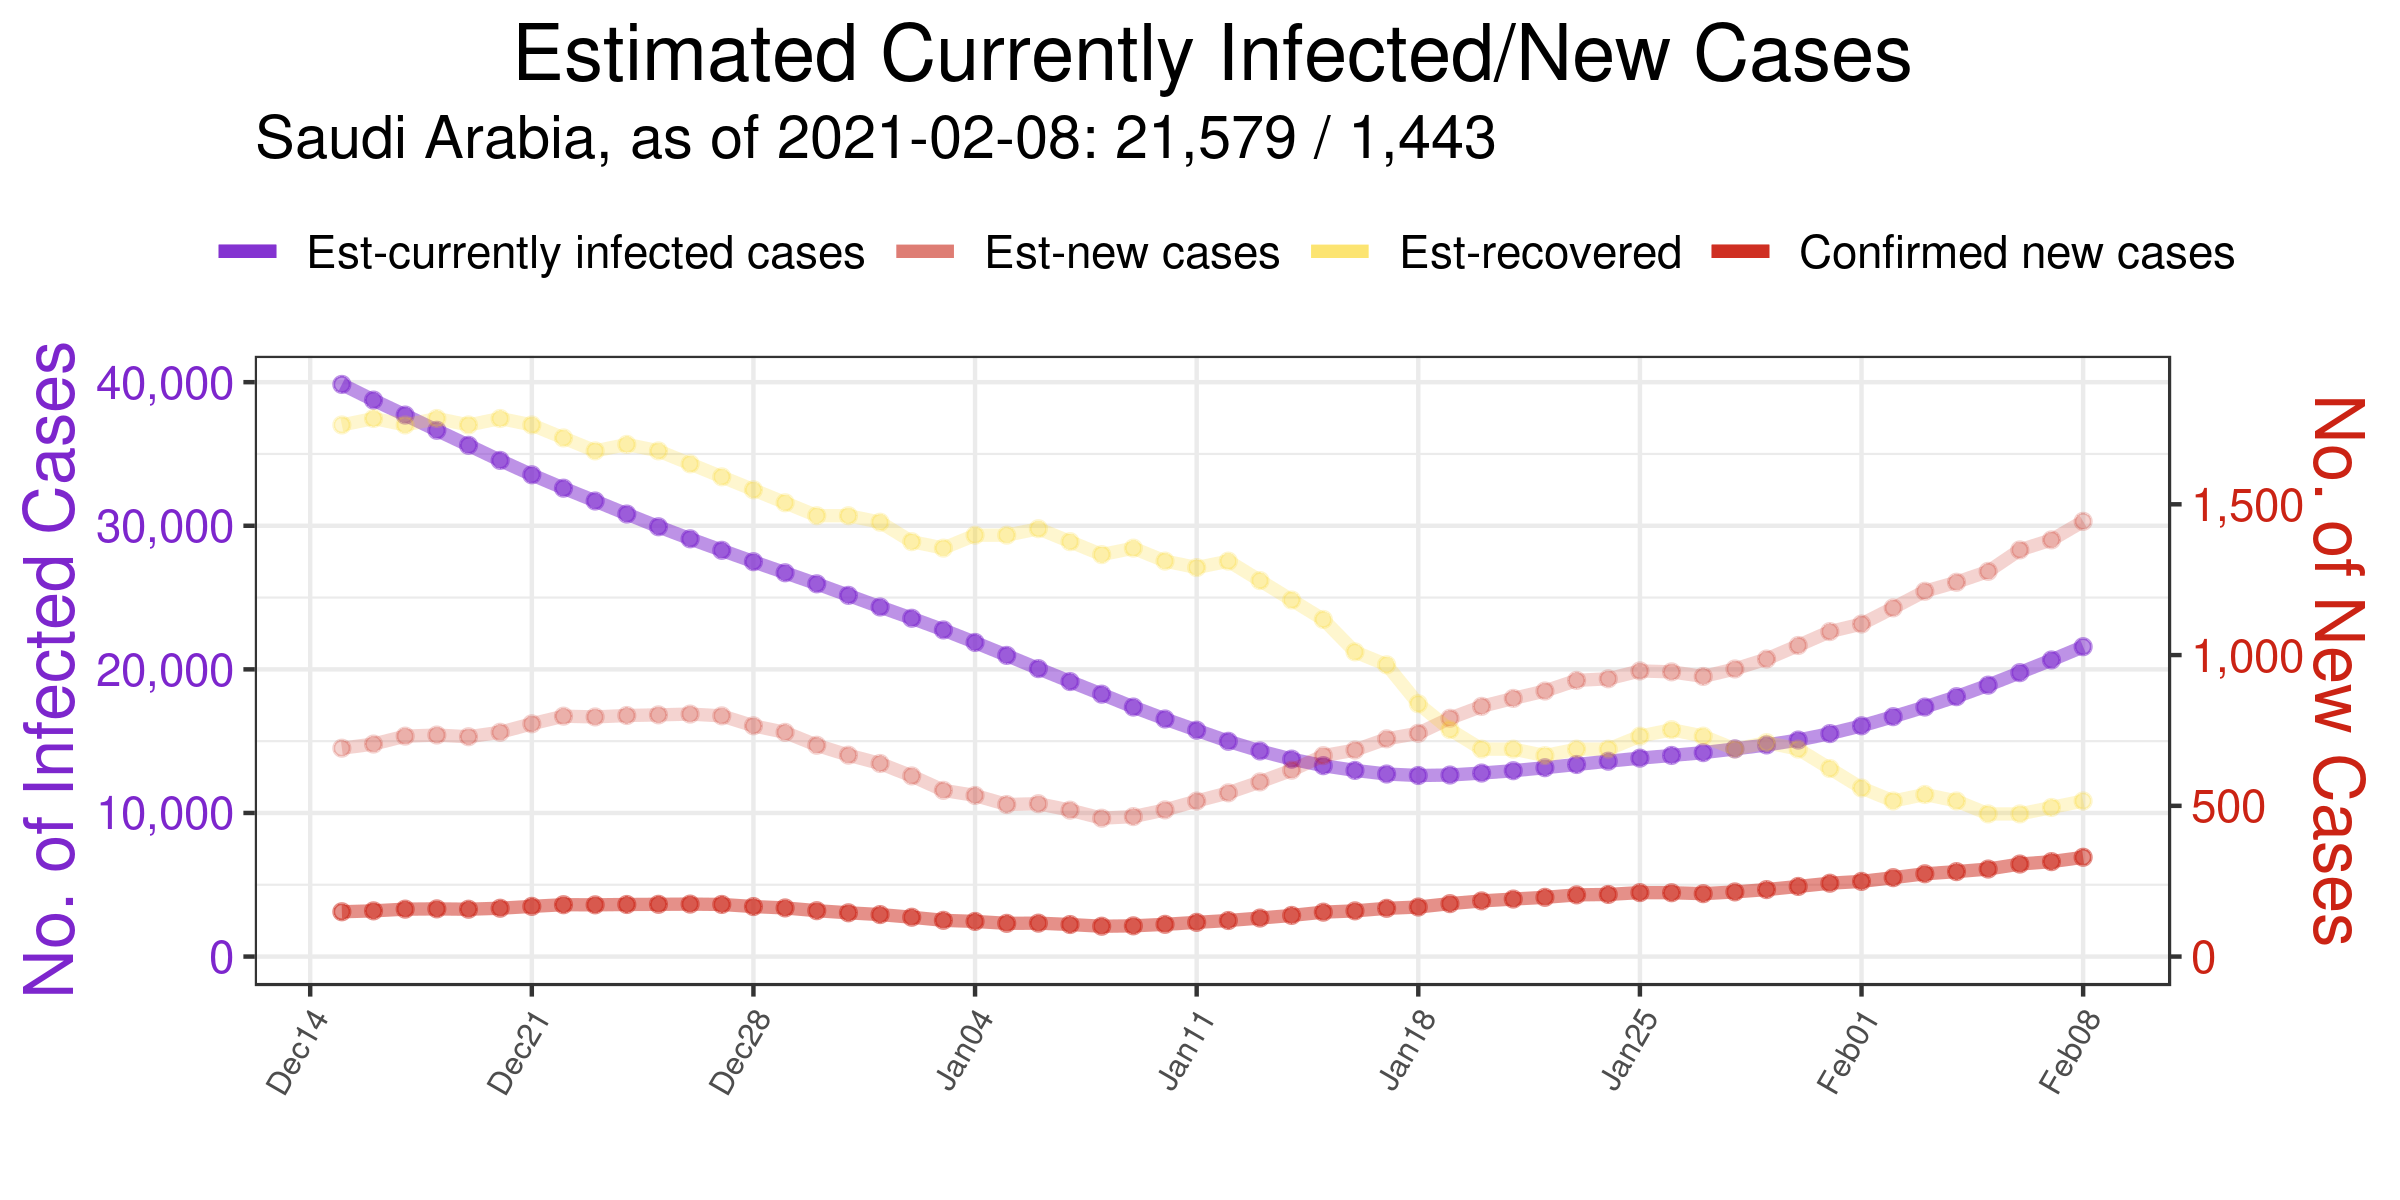 Estimated Currently Infected/New Cases
Saudi Arabia, as of 2021-02-08: 21,579 / 1,443
Est-currently infected cases Est-new cases Est-recovered Confirmed new cases
No. of Infected Cases
40,000
30,000
20,000
10,000
0
No. of New Cases
1,500
1,000
500
0
Dec14 Dec21 Dec28 Jan04 Jan11 Jan18 Jan25 Feb01 Feb08